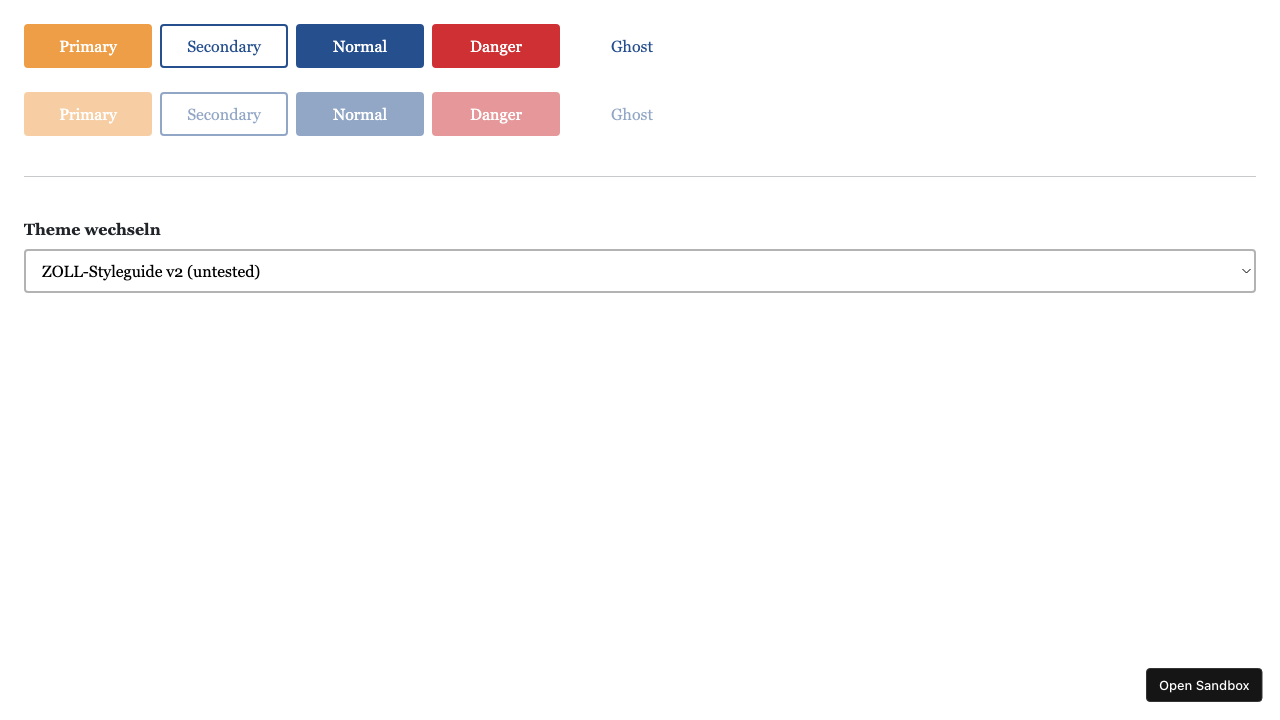 Primary Secondary Normal Danger Ghost
Primary Secondary Normal Danger Ghost
Theme wechseln
ZOLL-Styleguide v2 (untested)
Open Sandbox